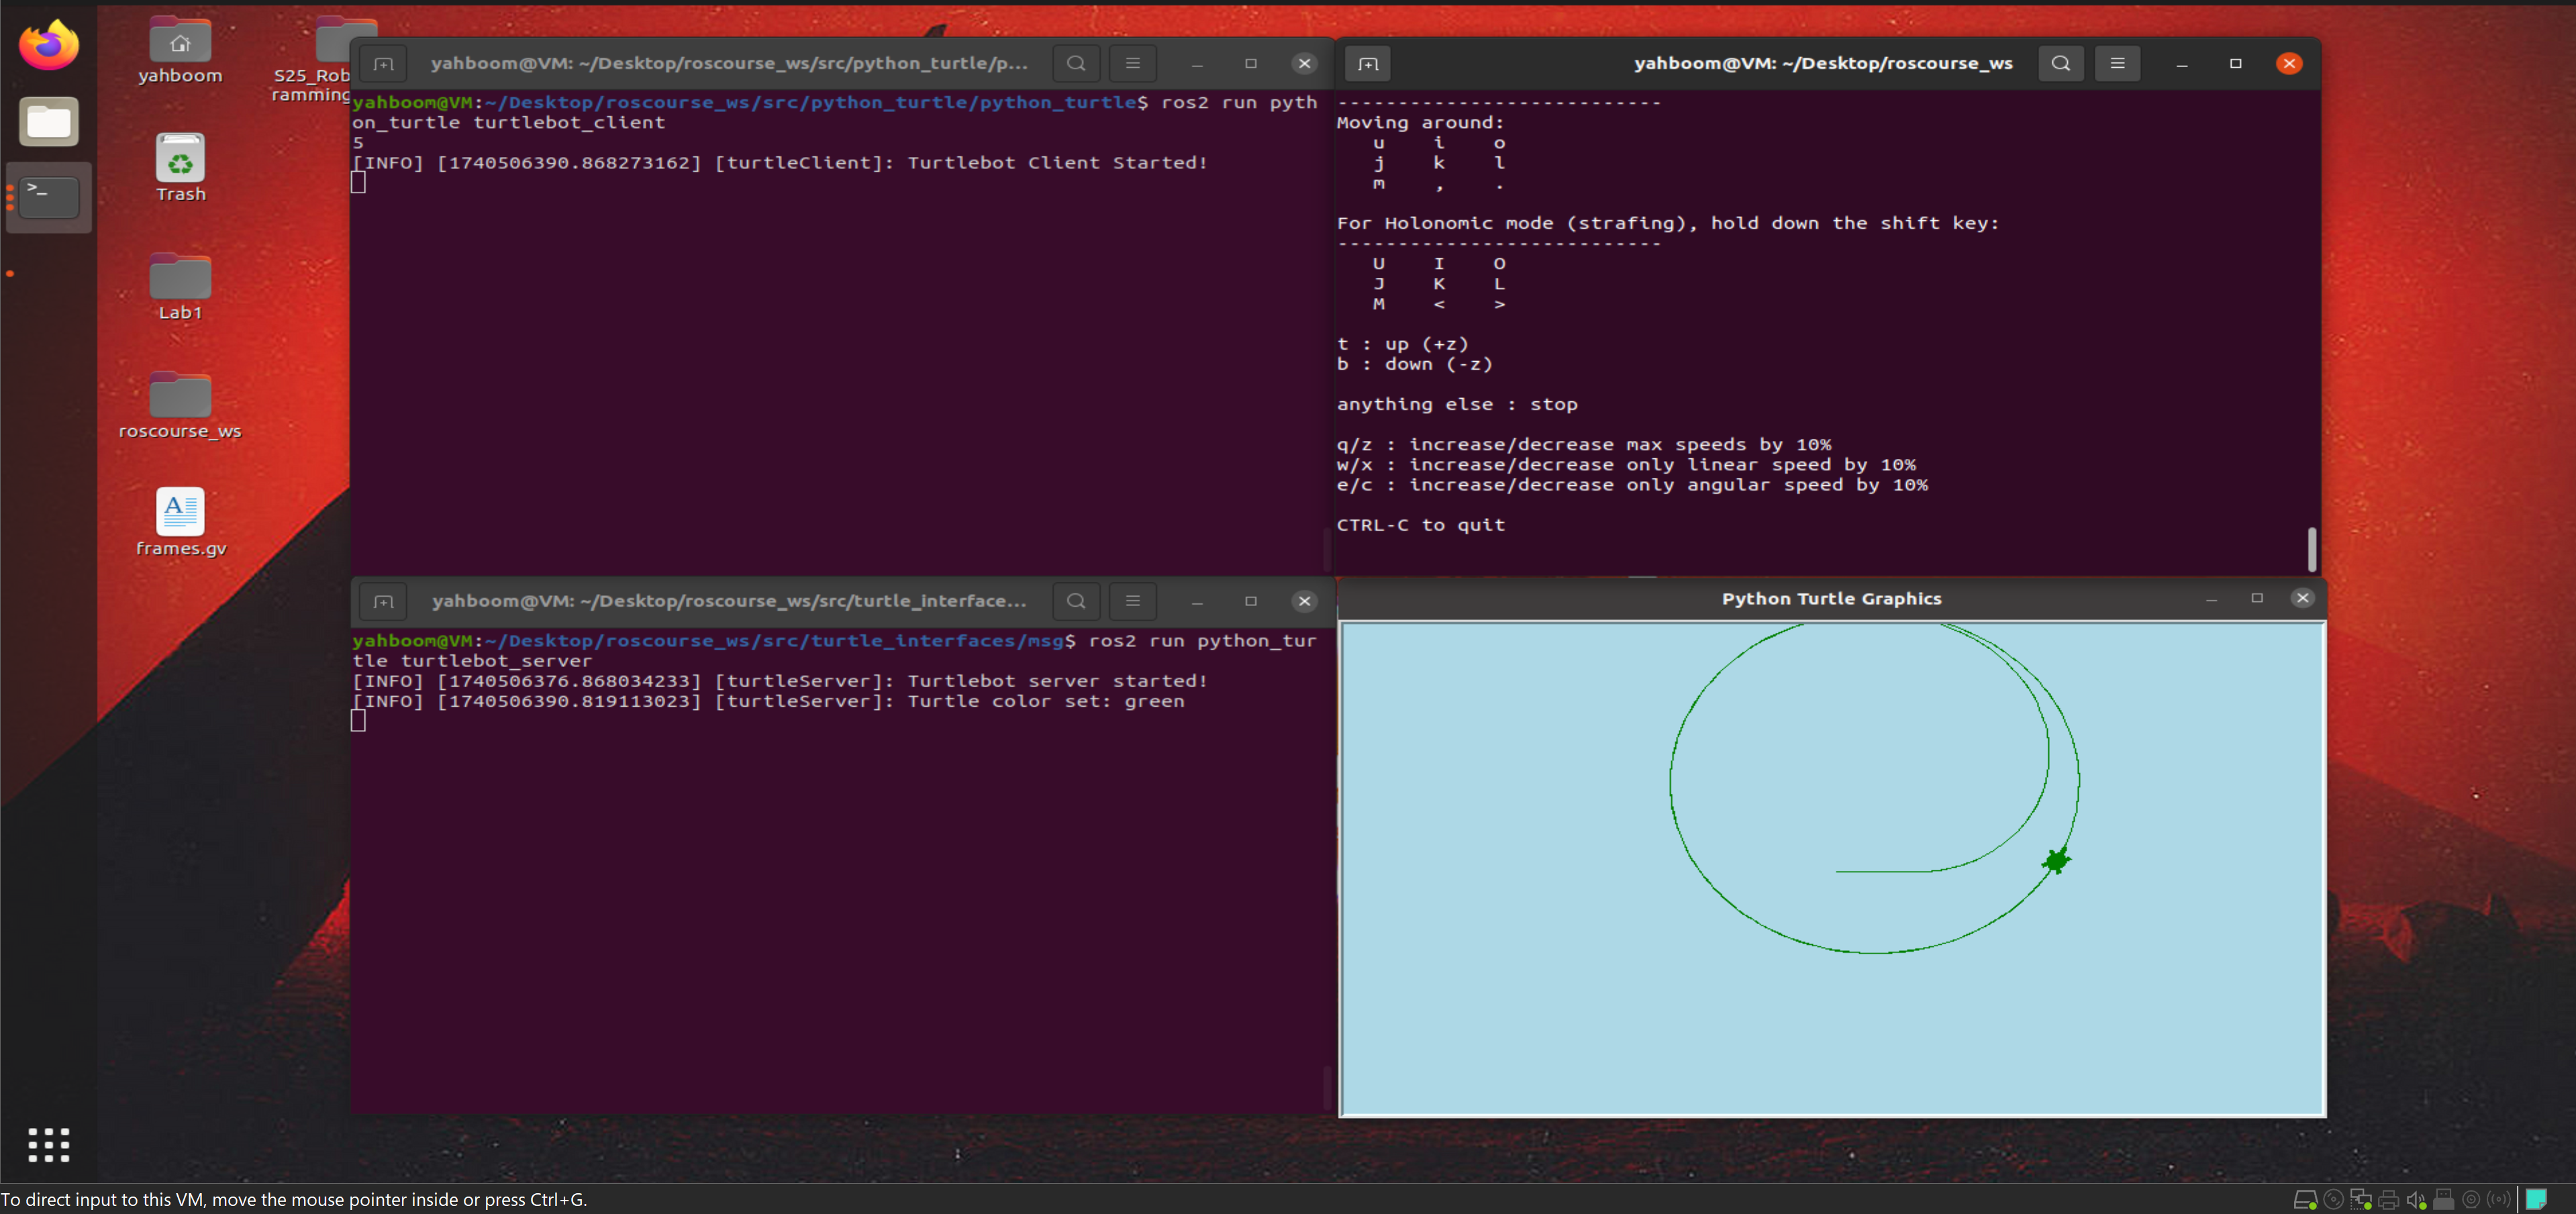 yahboom
S25_Rob
ramming
Trash
Lab1
roscourse_ws
frames.gv
yahboom@VM: ~/Desktop/roscourse_ws/src/python_turtle/p...
yahboom@VM:~/Desktop/roscourse_ws/src/python_turtle/python_turtle$ ros2 run pyth
on_turtle turtlebot_client
5
[INFO] [1740506390.868273162] [turtleClient]: Turtlebot Client Started!
yahboom@VM: ~/Desktop/roscourse_ws
---------------------------
Moving around:
u i o
j k l
m , .
For Holonomic mode (strafing), hold down the shift key:
---------------------------
U I O
J K L
M < >
t : up (+z)
b : down (-z)
anything else : stop
q/z : increase/decrease max speeds by 10%
w/x : increase/decrease only linear speed by 10%
e/c : increase/decrease only angular speed by 10%
CTRL-C to quit
yahboom@VM: ~/Desktop/roscourse_ws/src/turtle_interface...
yahboom@VM:~/Desktop/roscourse_ws/src/turtle_interfaces/msg$ ros2 run python_tur
tle turtlebot_server
[INFO] [1740506376.868034233] [turtleServer]: Turtlebot server started!
[INFO] [1740506390.819113023] [turtleServer]: Turtle color set: green
Python Turtle Graphics
To direct input to this VM, move the mouse pointer inside or press Ctrl+G.